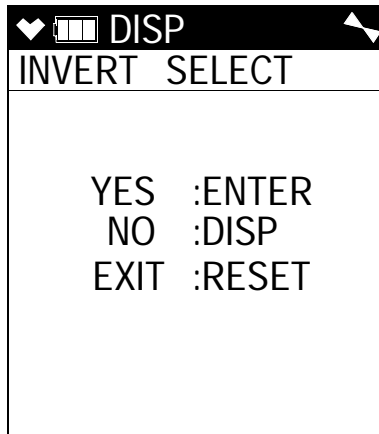 DISP
INVERT SELECT
YES :ENTER
NO :DISP
EXIT :RESET